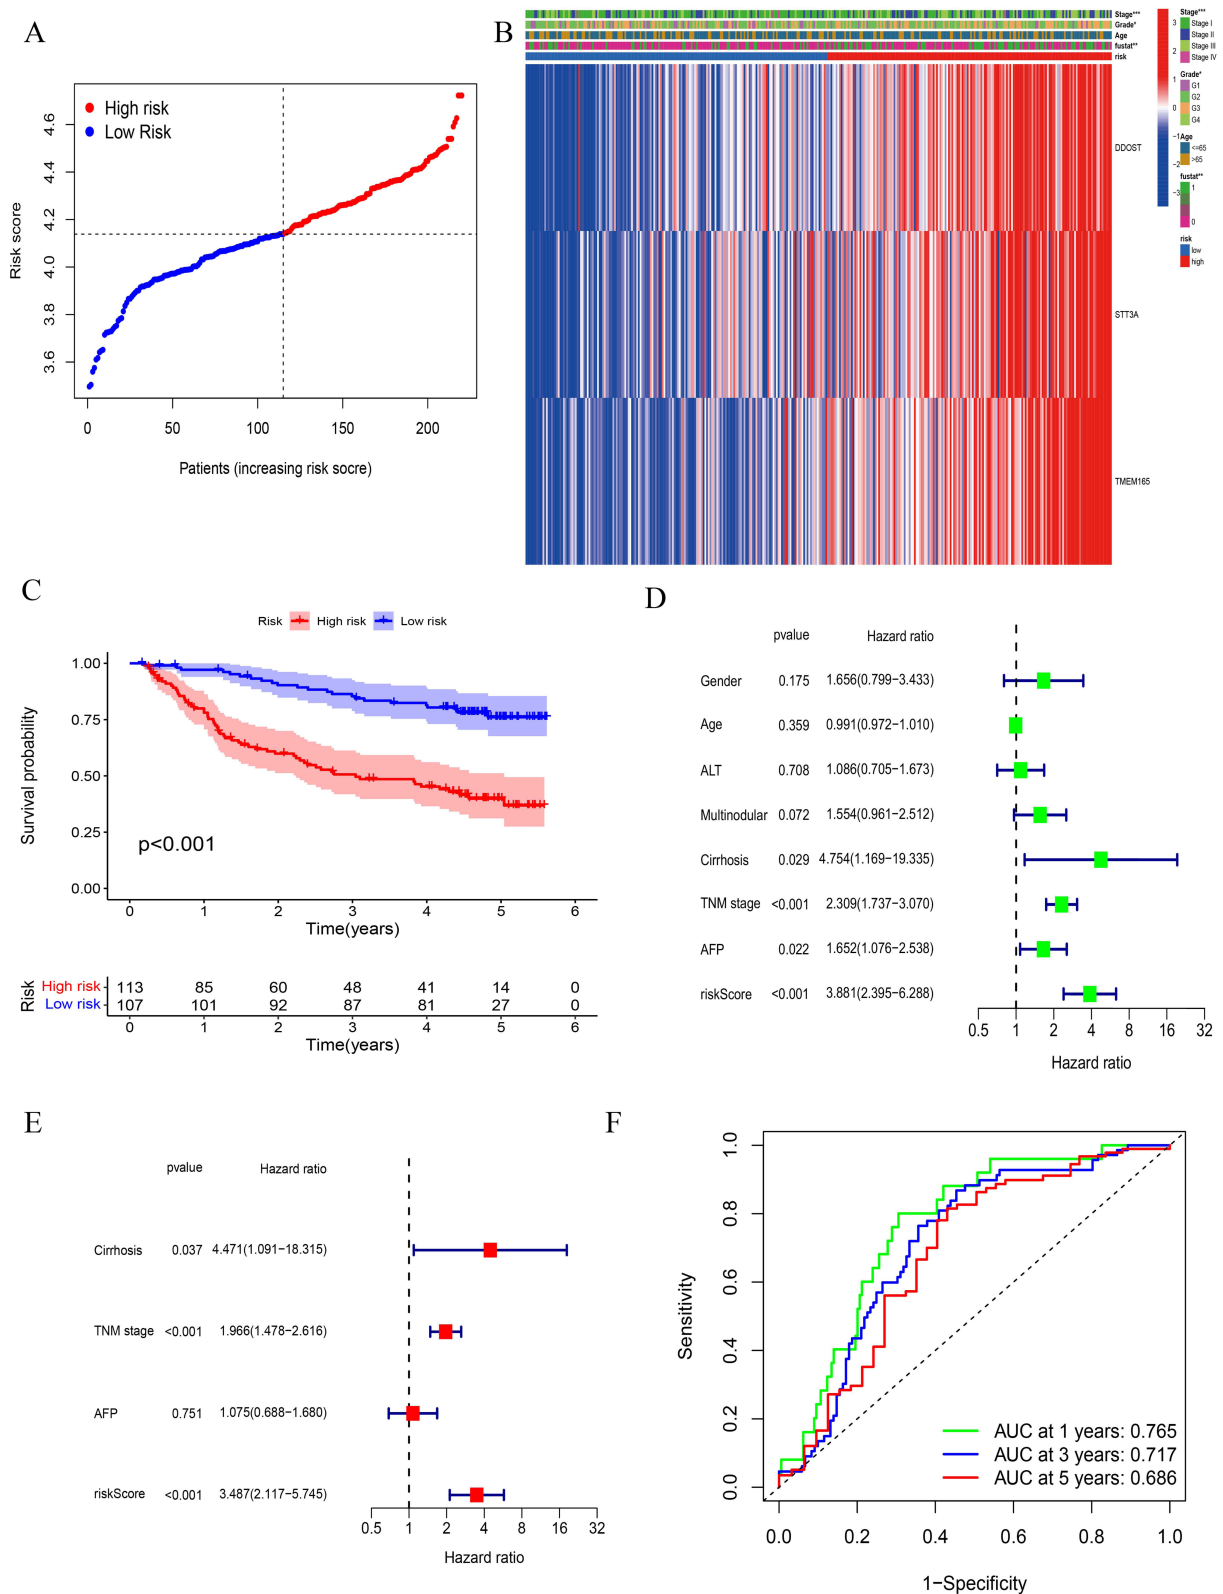 A
High risk
Low Risk
Risk score
3.6
3.8
4.0
4.2
4.4
4.6
0
50
100
150
200
Patients (increasing risk socre)
B
Stage***
Grade*
Age
fustat**
risk
DDOST
STT3A
TMEM165
3
2
1
0
−1
−2
−3
Stage***
Stage I
Stage II
Stage III
Stage IV
Grade*
G1
G2
G3
G4
Age
<=65
>65
fustat**
1
0
risk
low
high
C
Risk High risk Low risk
Survival probability
1.00
0.75
0.50
0.25
0.00
p<0.001
0 1 2 3 4 5 6
Time(years)
Risk
High risk 113 85 60 48 41 14 0
Low risk 107 101 92 87 81 27 0
0 1 2 3 4 5 6
Time(years)
D
pvalue Hazard ratio
Gender 0.175 1.656(0.799−3.433)
Age 0.359 0.991(0.972−1.010)
ALT 0.708 1.086(0.705−1.673)
Multinodular 0.072 1.554(0.961−2.512)
Cirrhosis 0.029 4.754(1.169−19.335)
TNM stage <0.001 2.309(1.737−3.070)
AFP 0.022 1.652(1.076−2.538)
riskScore <0.001 3.881(2.395−6.288)
0.5 1 2 4 8 16 32
Hazard ratio
E
pvalue Hazard ratio
Cirrhosis 0.037 4.471(1.091−18.315)
TNM stage <0.001 1.966(1.478−2.616)
AFP 0.751 1.075(0.688−1.680)
riskScore <0.001 3.487(2.117−5.745)
0.5 1 2 4 8 16 32
Hazard ratio
F
Sensitivity
0.0
0.2
0.4
0.6
0.8
1.0
AUC at 1 years: 0.765
AUC at 3 years: 0.717
AUC at 5 years: 0.686
0.0 0.2 0.4 0.6 0.8 1.0
1−Specificity